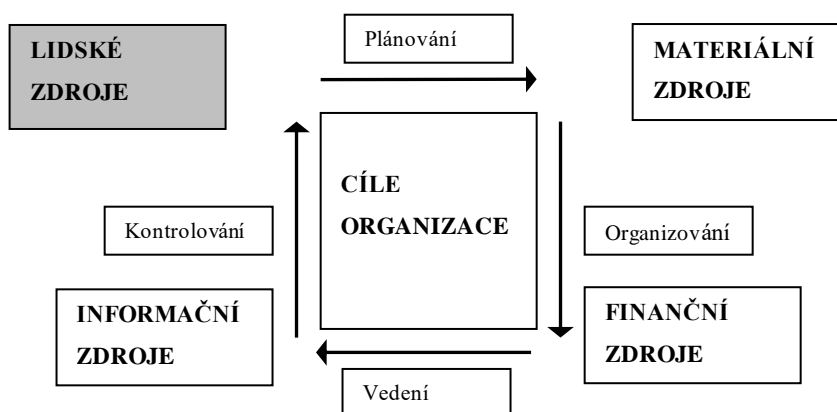 LIDSKÉ
ZDROJE
Plánování
MATERIÁLNÍ
ZDROJE
CÍLE
ORGANIZACE
Kontrolování
Organizování
INFORMAČNÍ
ZDROJE
FINANČNÍ
ZDROJE
Vedení